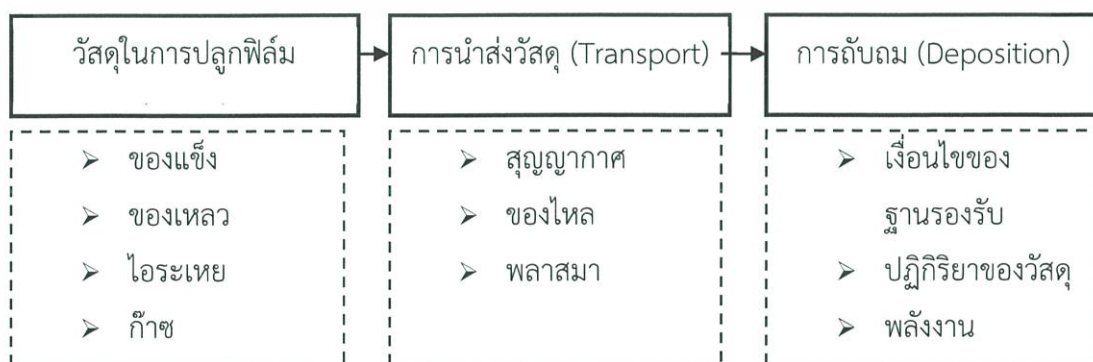 วัสดุในการปลูกฟิล์ม
การนำส่งวัสดุ (Transport)
การถับถม (Deposition)
➢ ของแข็ง
➢ ของเหลว
➢ ไอระเหย
➢ ก๊าซ
➢ สุญญากาศ
➢ ของไหล
➢ พลาสมา
➢ เงื่อนไขของ
ฐานรองรับ
➢ ปฏิกิริยาของวัสดุ
➢ พลังงาน